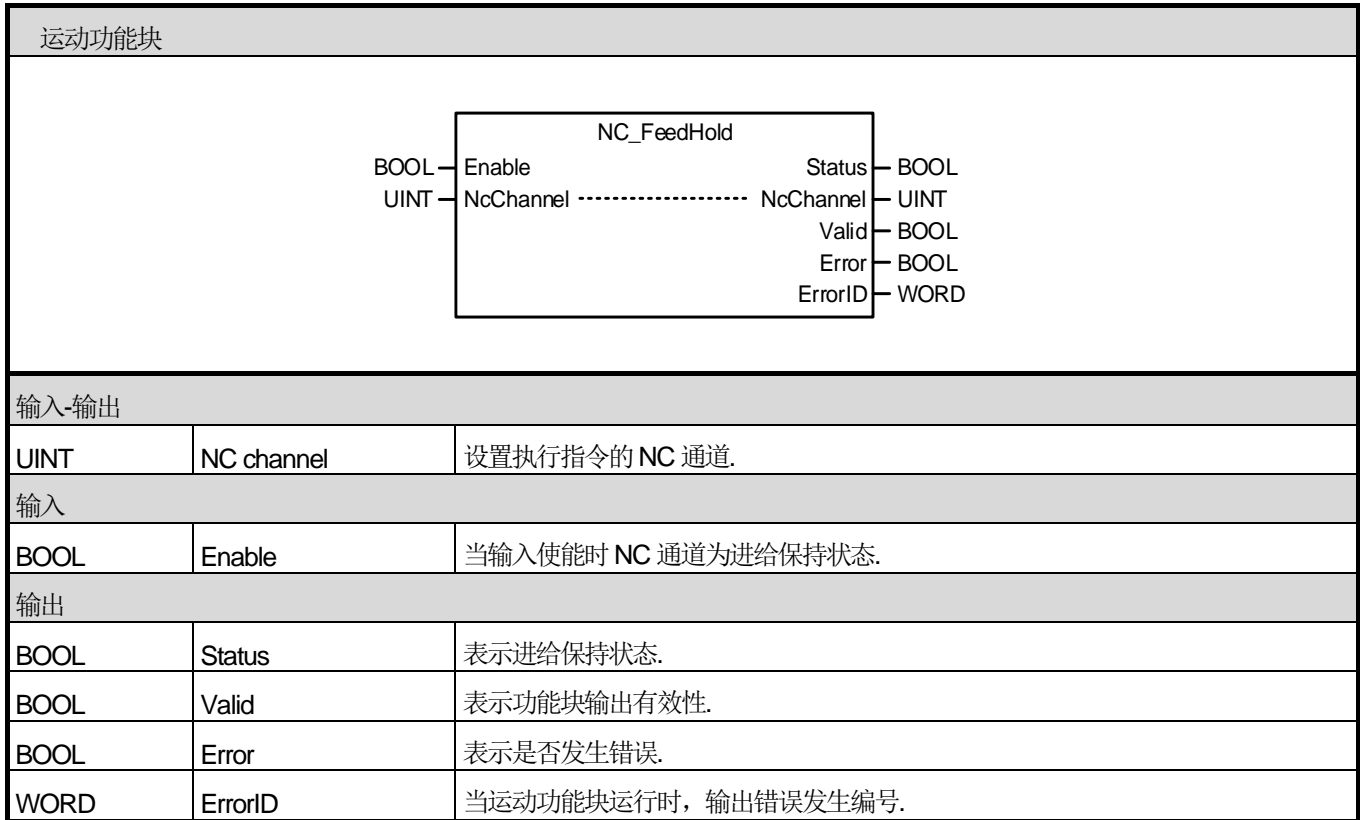 运动功能块
NC_FeedHold
BOOL Enable Status BOOL
UINT NcChannel NcChannel UINT
Valid BOOL
Error BOOL
ErrorID WORD
输入-输出
UINT NC channel 设置执行指令的 NC 通道.
输入
BOOL Enable 当输入使能时 NC 通道为进给保持状态.
输出
BOOL Status 表示进给保持状态.
BOOL Valid 表示功能块输出有效性.
BOOL Error 表示是否发生错误.
WORD ErrorID 当运动功能块运行时，输出错误发生编号.